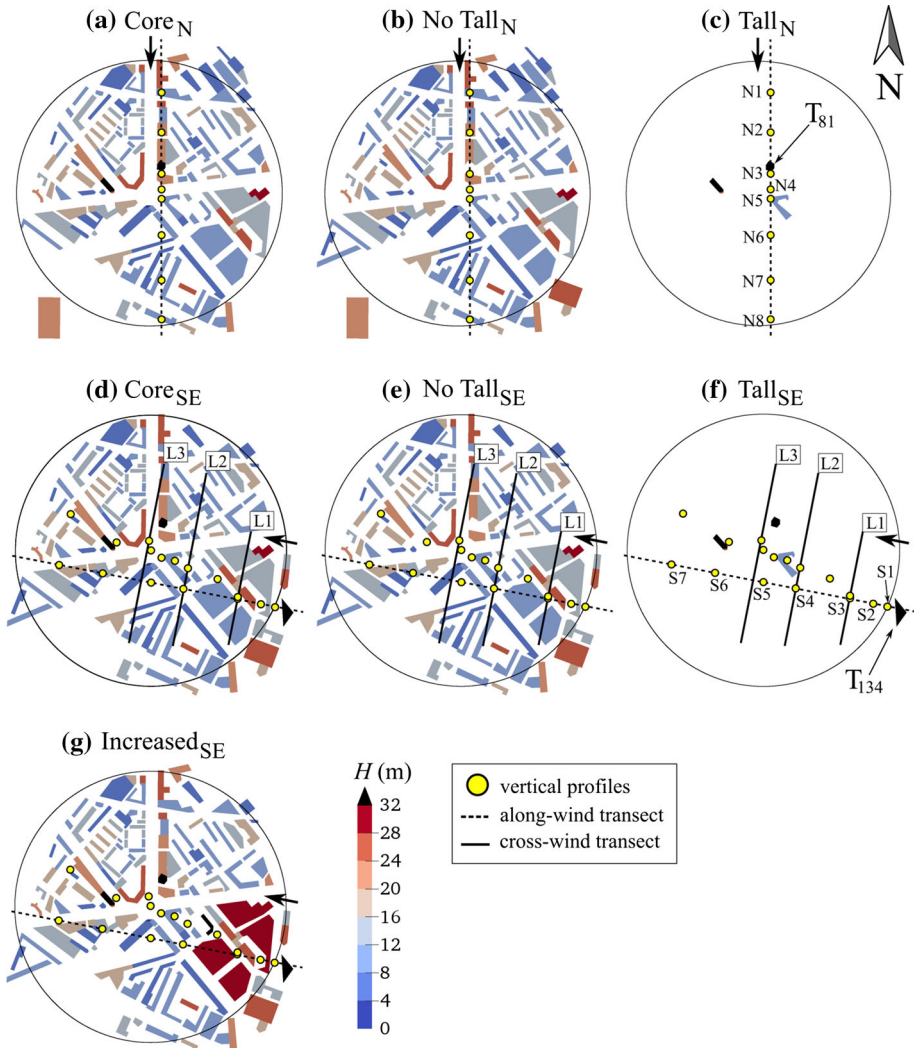 (a) Core_N
(b) No Tall_N
(c) Tall_N
N
N1
N2
T_81
N3
N4
N5
N6
N7
N8
(d) Core_SE
(e) No Tall_SE
(f) Tall_SE
L3
L2
L1
L3
L2
L1
L3
L2
L1
S7
S6
S5
S4
S3
S2
S1
T_134
(g) Increased_SE
H (m)
32
28
24
20
16
12
8
4
0
vertical profiles
along-wind transect
cross-wind transect